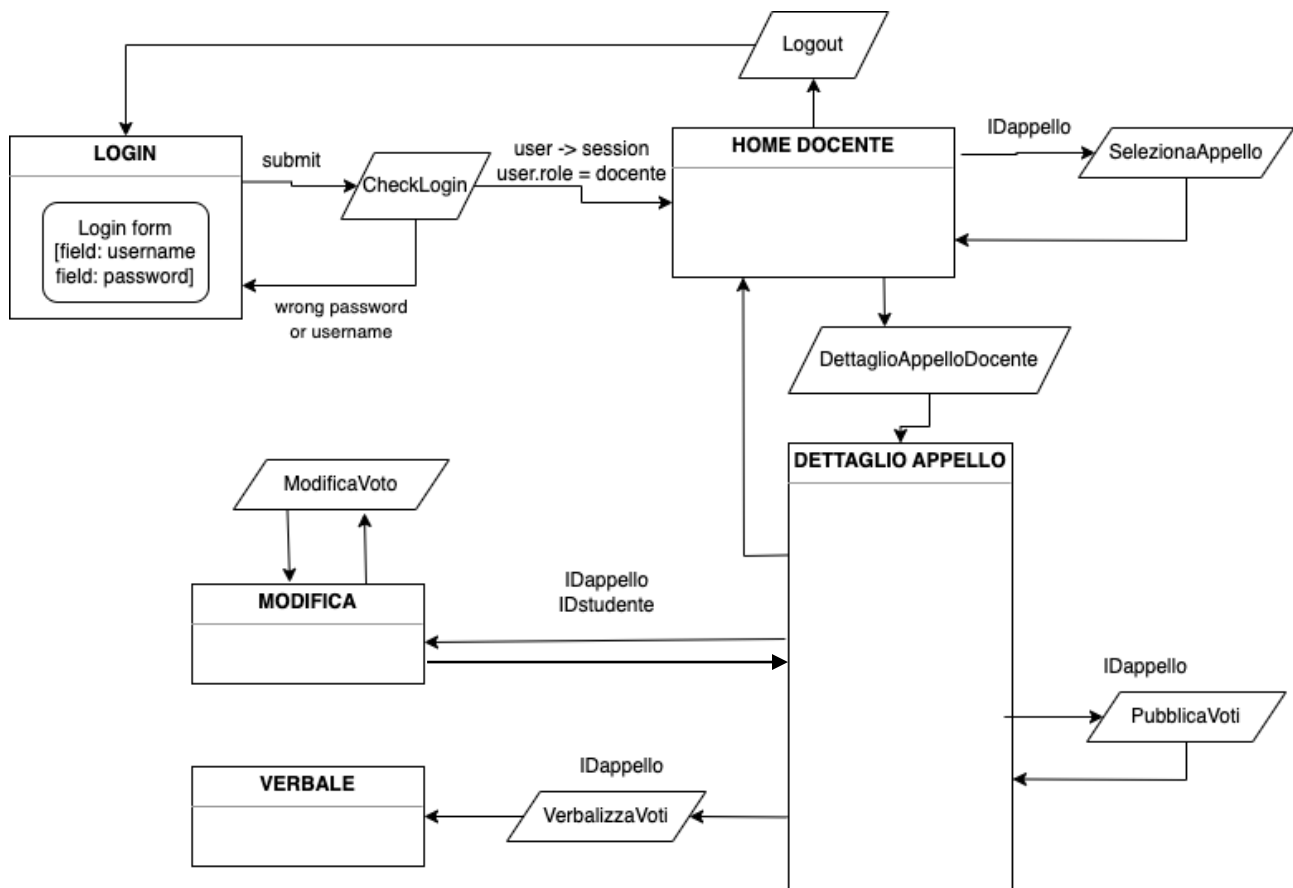 Logout
LOGIN
submit
CheckLogin
user -> session
user.role = docente
HOME DOCENTE
IDappello
SelezionaAppello
Login form
[field: username
field: password]
wrong password
or username
DettaglioAppelloDocente
DETTAGLIO APPELLO
ModificaVoto
MODIFICA
IDappello
IDstudente
IDappello
PubblicaVoti
VERBALE
IDappello
VerbalizzaVoti